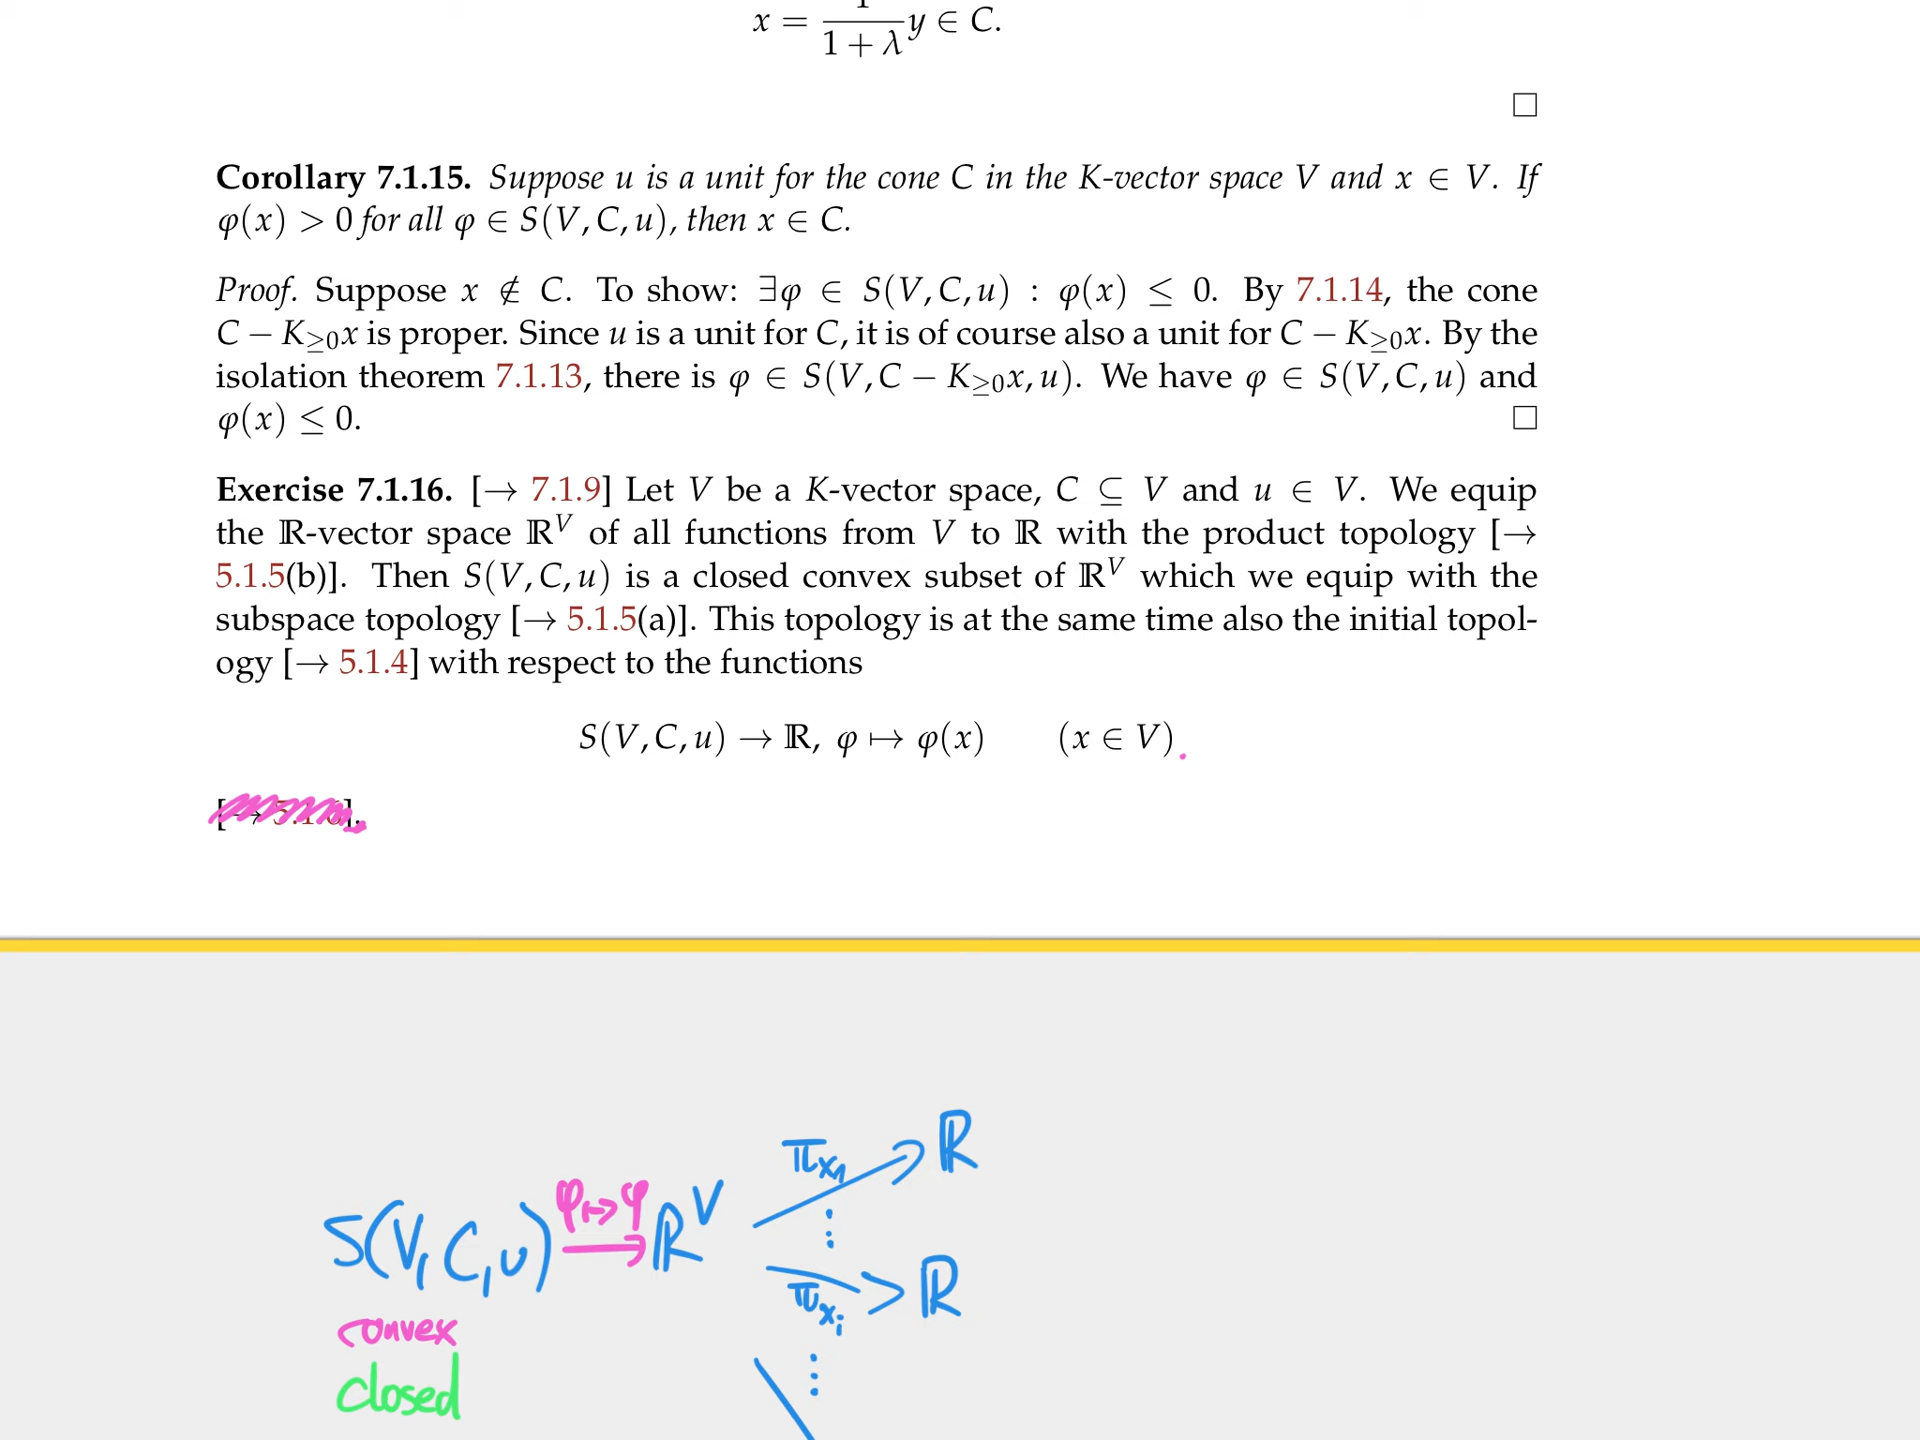 x = 1/(1 + λ) y ∈ C.
□
Corollary 7.1.15. Suppose u is a unit for the cone C in the K-vector space V and x ∈ V. If
φ(x) > 0 for all φ ∈ S(V, C, u), then x ∈ C.
Proof. Suppose x ∉ C. To show: ∃φ ∈ S(V, C, u) : φ(x) ≤ 0. By 7.1.14, the cone
C − K≥0x is proper. Since u is a unit for C, it is of course also a unit for C − K≥0x. By the
isolation theorem 7.1.13, there is φ ∈ S(V, C − K≥0x, u). We have φ ∈ S(V, C, u) and
φ(x) ≤ 0. □
Exercise 7.1.16. [→ 7.1.9] Let V be a K-vector space, C ⊆ V and u ∈ V. We equip
the ℝ-vector space ℝ^V of all functions from V to ℝ with the product topology [→
5.1.5(b)]. Then S(V, C, u) is a closed convex subset of ℝ^V which we equip with the
subspace topology [→ 5.1.5(a)]. This topology is at the same time also the initial topol-
ogy [→ 5.1.4] with respect to the functions
S(V, C, u) → ℝ, φ ↦ φ(x) (x ∈ V).
[→ 5.1.6].
π_x₁ ℝ
S(V, C, u) φ↦φ → ℝ^V
⋮
π_xᵢ ℝ
convex
⋮
closed